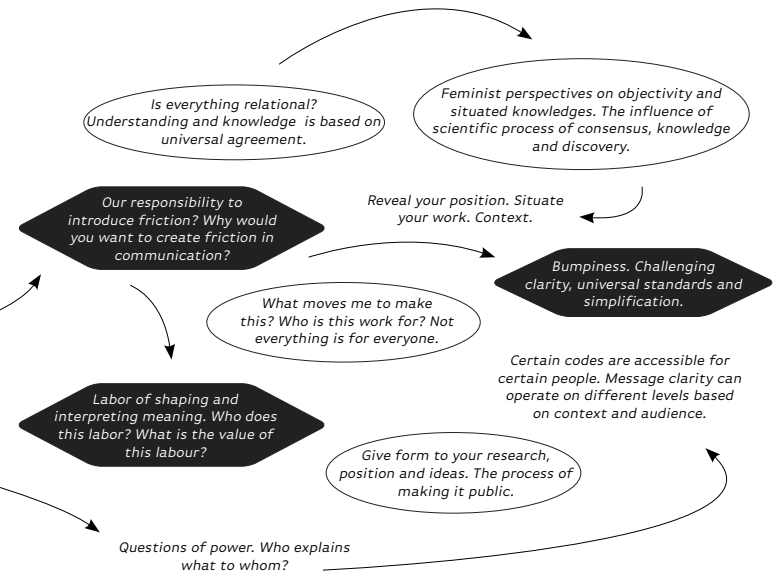 Is everything relational?
Understanding and knowledge is based on
universal agreement.
Feminist perspectives on objectivity and
situated knowledges. The influence of
scientific process of consensus, knowledge
and discovery.
Our responsibility to
introduce friction? Why would
you want to create friction in
communication?
Reveal your position. Situate
your work. Context.
Bumpiness. Challenging
clarity, universal standards and
simplification.
What moves me to make
this? Who is this work for? Not
everything is for everyone.
Certain codes are accessible for
certain people. Message clarity can
operate on different levels based
on context and audience.
Labor of shaping and
interpreting meaning. Who does
this labor? What is the value of
this labour?
Give form to your research,
position and ideas. The process of
making it public.
Questions of power. Who explains
what to whom?